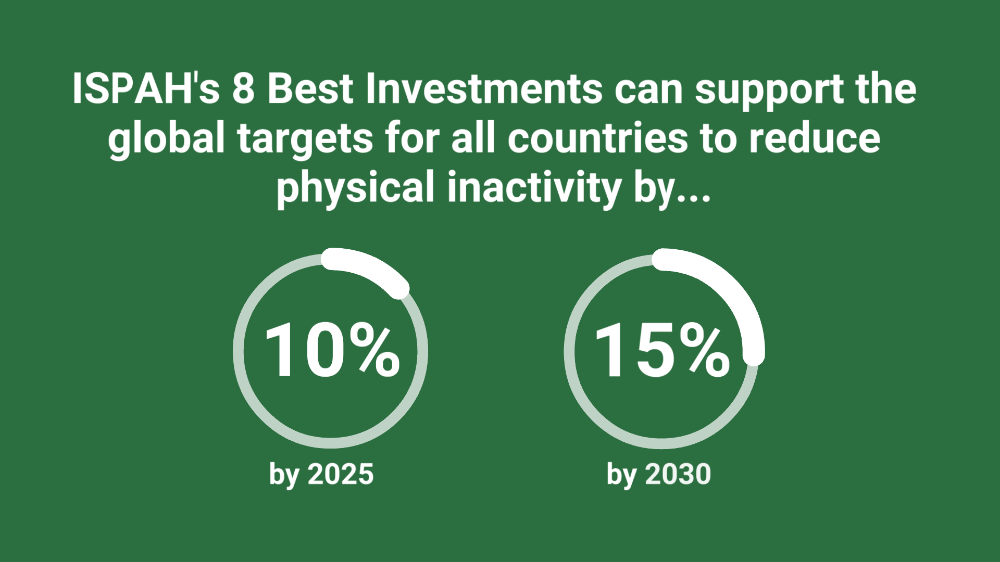 ISPAH's 8 Best Investments can support the
global targets for all countries to reduce
physical inactivity by...
10%
15%
by 2025
by 2030